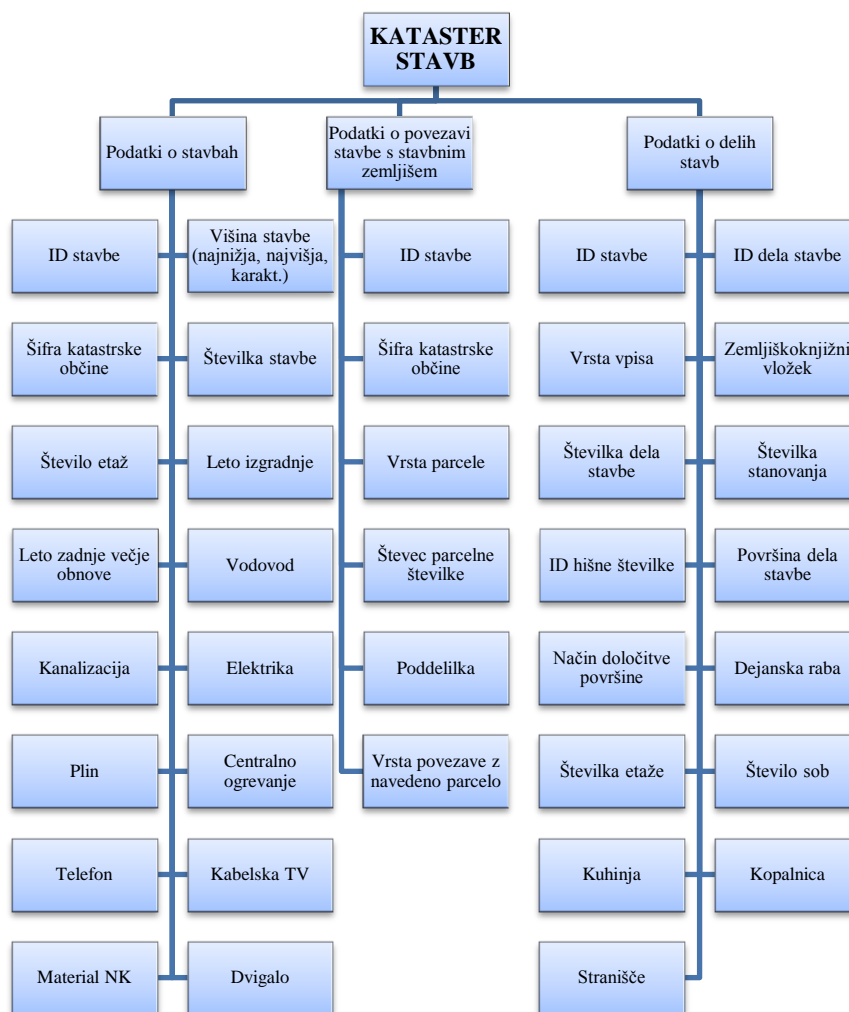 KATASTER
STAVB
Podatki o stavbah
Podatki o povezavi
stavbe s stavbnim
zemljišem
Podatki o delih
stavb
ID stavbe
Višina stavbe
(najnižja, najvišja,
karakt.)
ID stavbe
ID stavbe
ID dela stavbe
Šifra katastrske
občine
Številka stavbe
Šifra katastrske
občine
Vrsta vpisa
Zemljiškoknjižni
vložek
Število etaž
Leto izgradnje
Vrsta parcele
Številka dela
stavbe
Številka
stanovanja
Leto zadnje večje
obnove
Vodovod
Števec parcelne
številke
ID hišne številke
Površina dela
stavbe
Kanalizacija
Elektrika
Poddelilka
Način določitve
površine
Dejanska raba
Plin
Centralno
ogrevanje
Vrsta povezave z
navedeno parcelo
Številka etaže
Število sob
Telefon
Kabelska TV
Kuhinja
Kopalnica
Material NK
Dvigalo
Stranišče